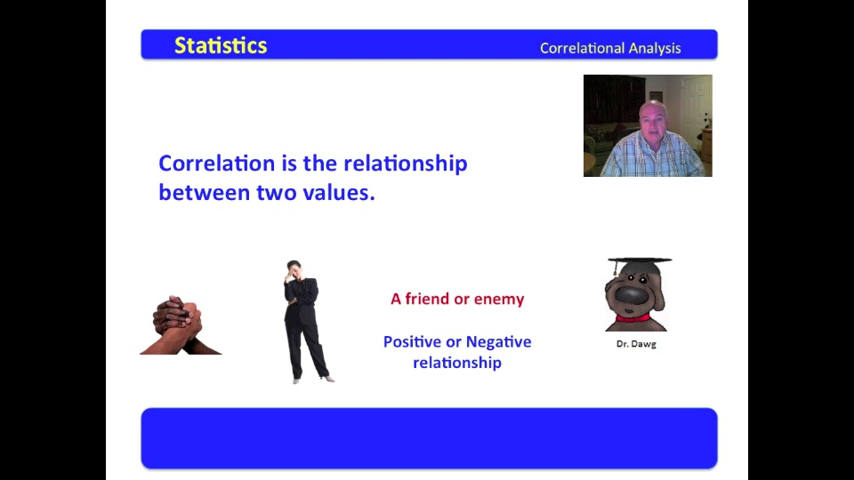 Statistics
Correlational Analysis
Correlation is the relationship
between two values.
A friend or enemy
Positive or Negative
relationship
Dr. Dawg